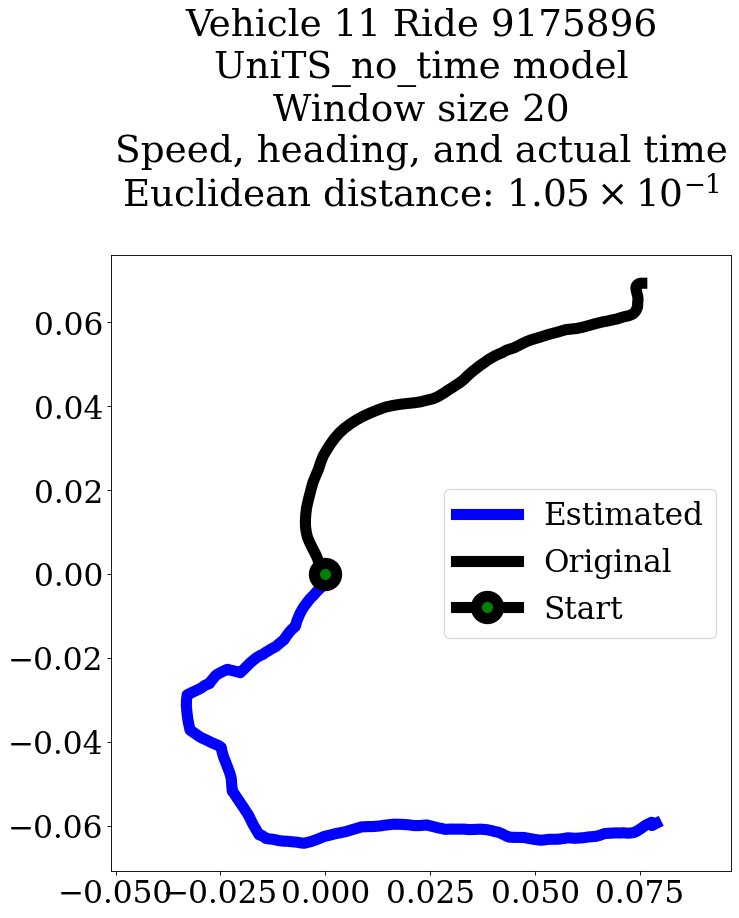 Vehicle 11 Ride 9175896
UniTS_no_time model
Window size 20
Speed, heading, and actual time
Euclidean distance: 1.05 × 10⁻¹
0.06
0.04
0.02
0.00
−0.02
−0.04
−0.06
Estimated
Original
Start
−0.050 −0.025 0.000 0.025 0.050 0.075